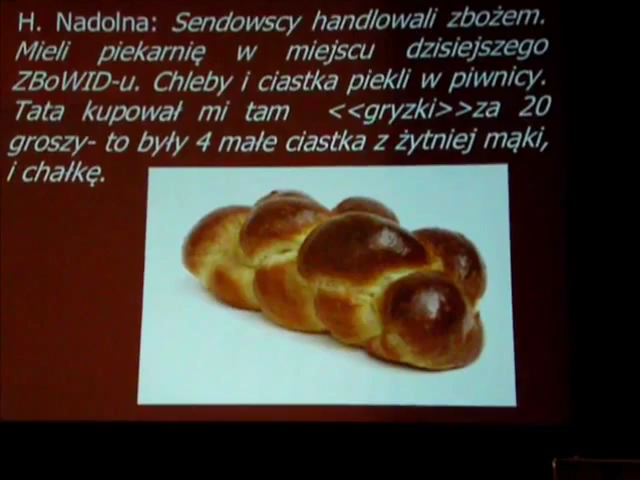 H. Nadolna: Sendowscy handlowali zbożem.
Mieli piekarnię w miejscu dzisiejszego
ZBoWID-u. Chleby i ciastka piekli w piwnicy.
Tata kupował mi tam <<gryzki>>za 20
groszy- to były 4 małe ciastka z żytniej mąki,
i chałkę.